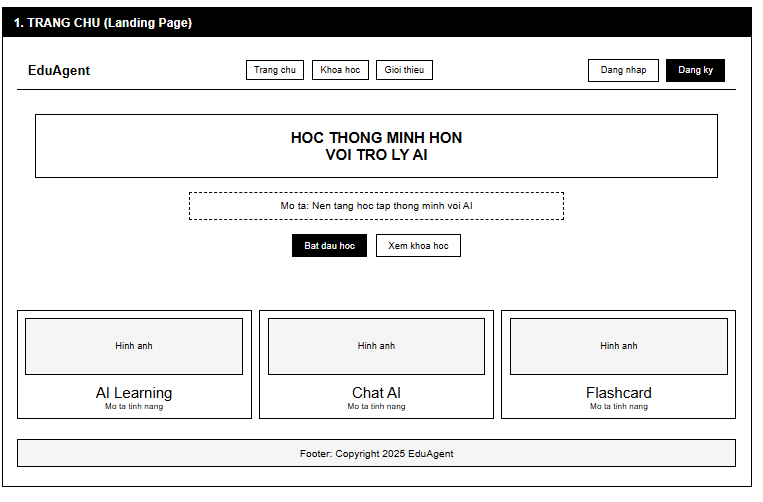 1. TRANG CHU (Landing Page)
EduAgent
Trang chu
Khoa hoc
Gioi thieu
Dang nhap
Dang ky
HOC THONG MINH HON
VOI TRO LY AI
Mo ta: Nen tang hoc tap thong minh voi AI
Bat dau hoc
Xem khoa hoc
Hinh anh
Hinh anh
Hinh anh
AI Learning
Mo ta tinh nang
Chat AI
Mo ta tinh nang
Flashcard
Mo ta tinh nang
Footer: Copyright 2025 EduAgent